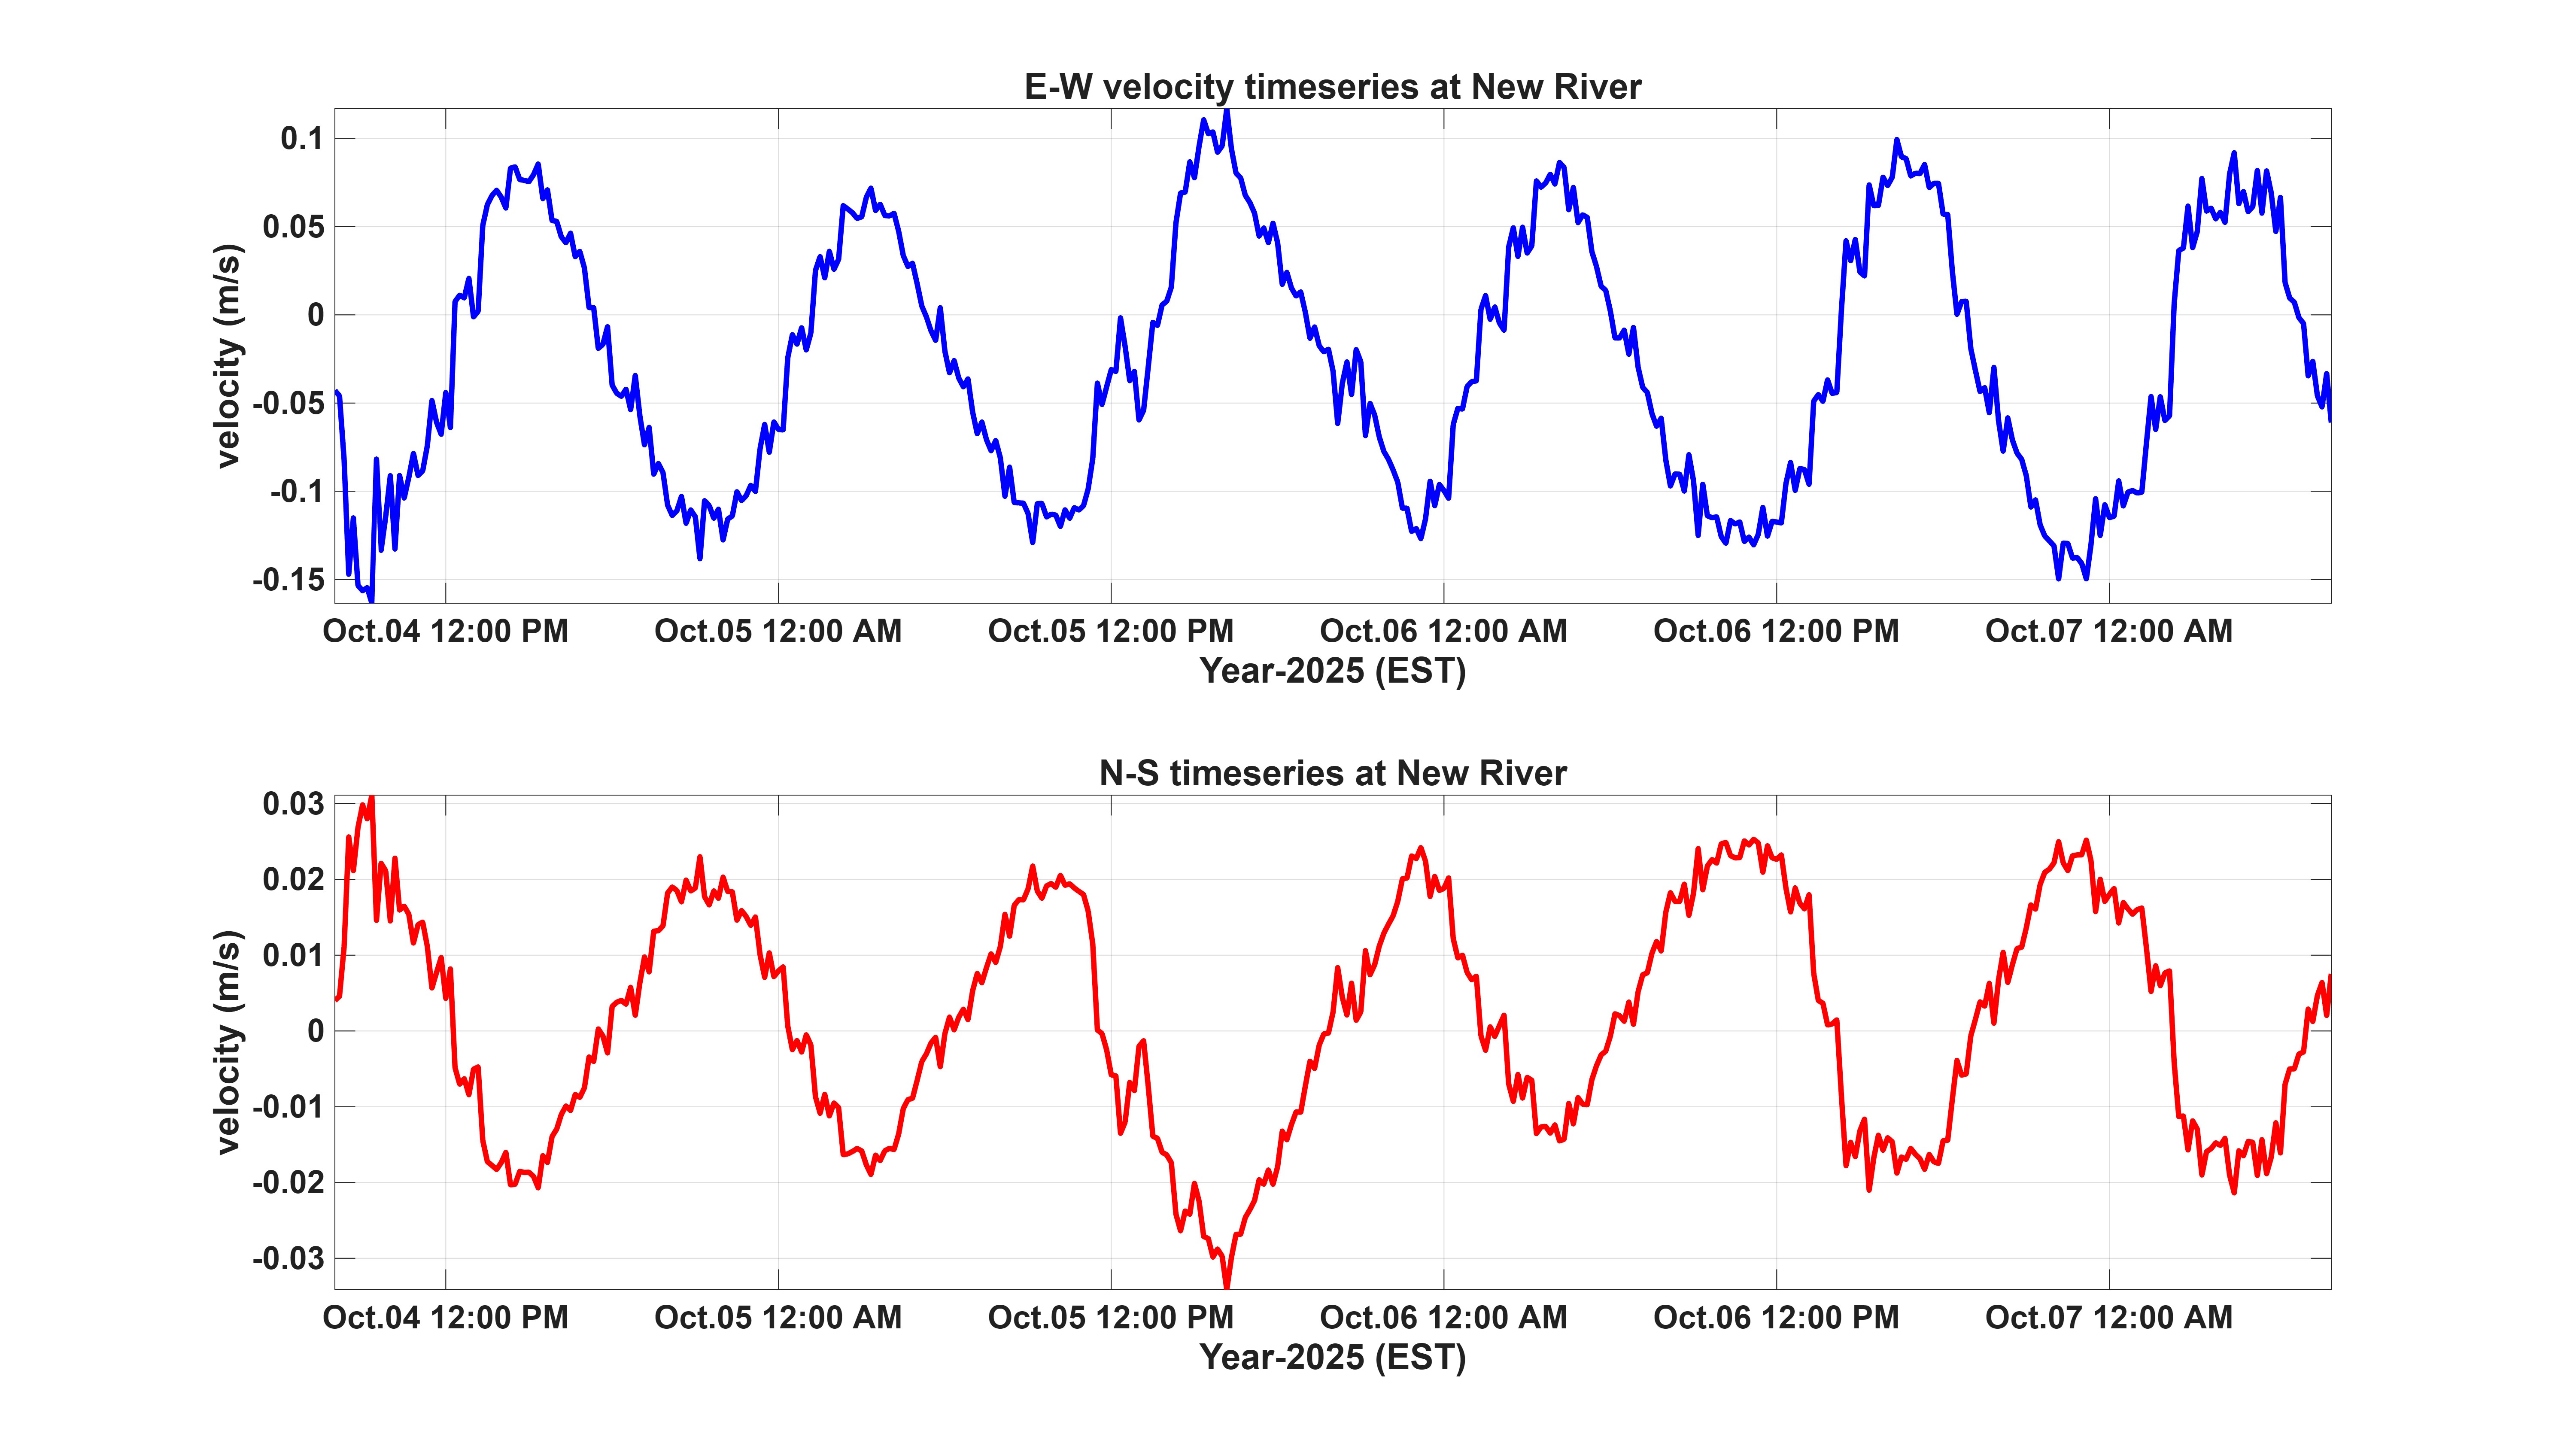 E-W velocity timeseries at New River
velocity (m/s)
0.1
0.05
0
-0.05
-0.1
-0.15
Oct.04 12:00 PM Oct.05 12:00 AM Oct.05 12:00 PM Oct.06 12:00 AM Oct.06 12:00 PM Oct.07 12:00 AM
Year-2025 (EST)
N-S timeseries at New River
velocity (m/s)
0.03
0.02
0.01
0
-0.01
-0.02
-0.03
Oct.04 12:00 PM Oct.05 12:00 AM Oct.05 12:00 PM Oct.06 12:00 AM Oct.06 12:00 PM Oct.07 12:00 AM
Year-2025 (EST)